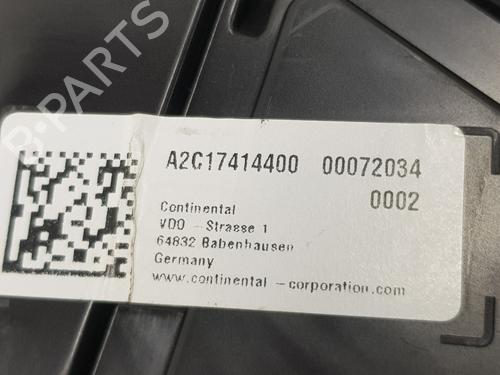 B-PARTS
A2C17414400 00072034
0002
Continental
VDO -Strasse 1
64832 Babenhausen
Germany
www.continental -corporation.com